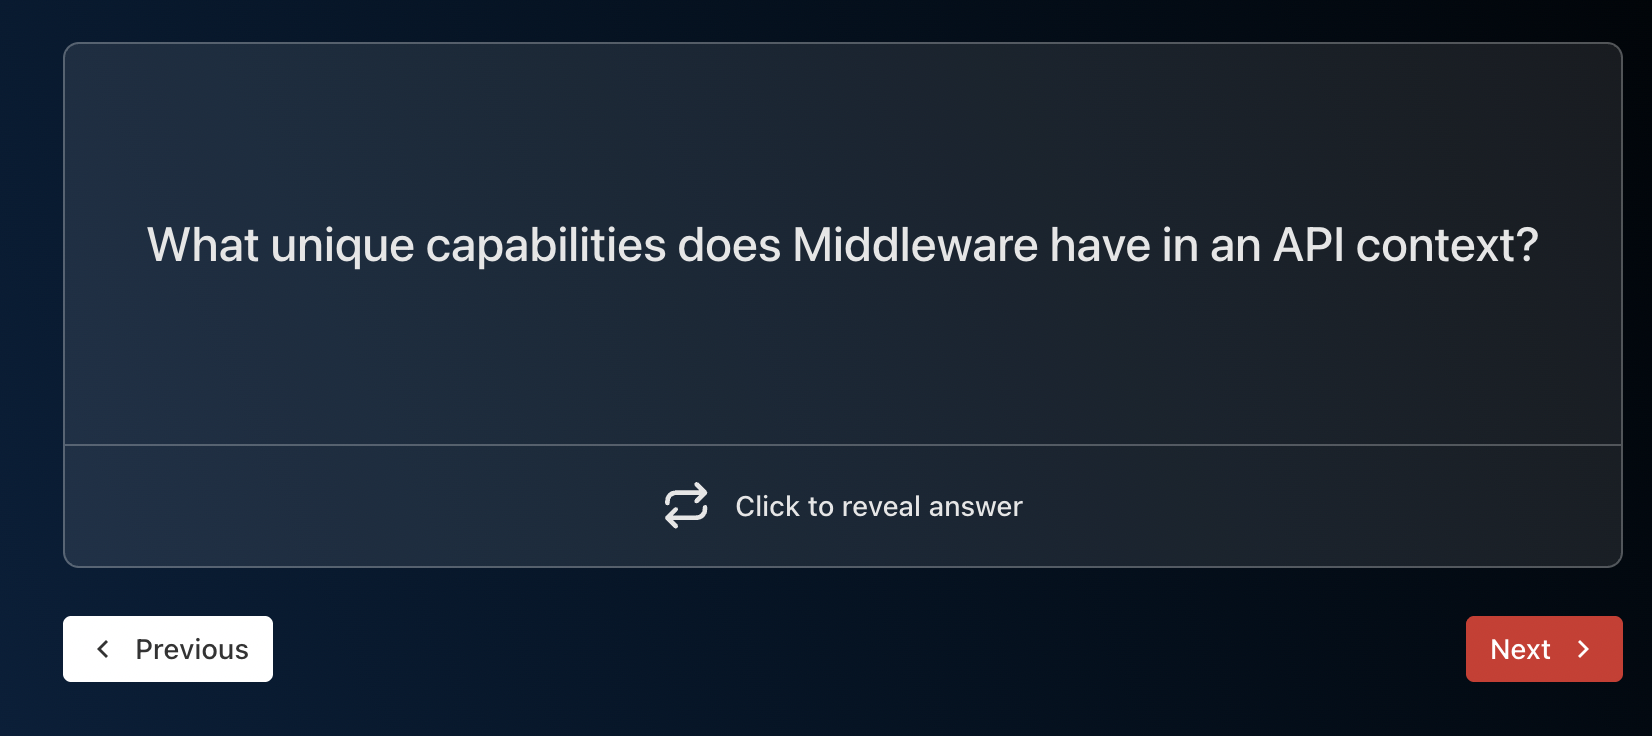 What unique capabilities does Middleware have in an API context?
Click to reveal answer
Previous
Next